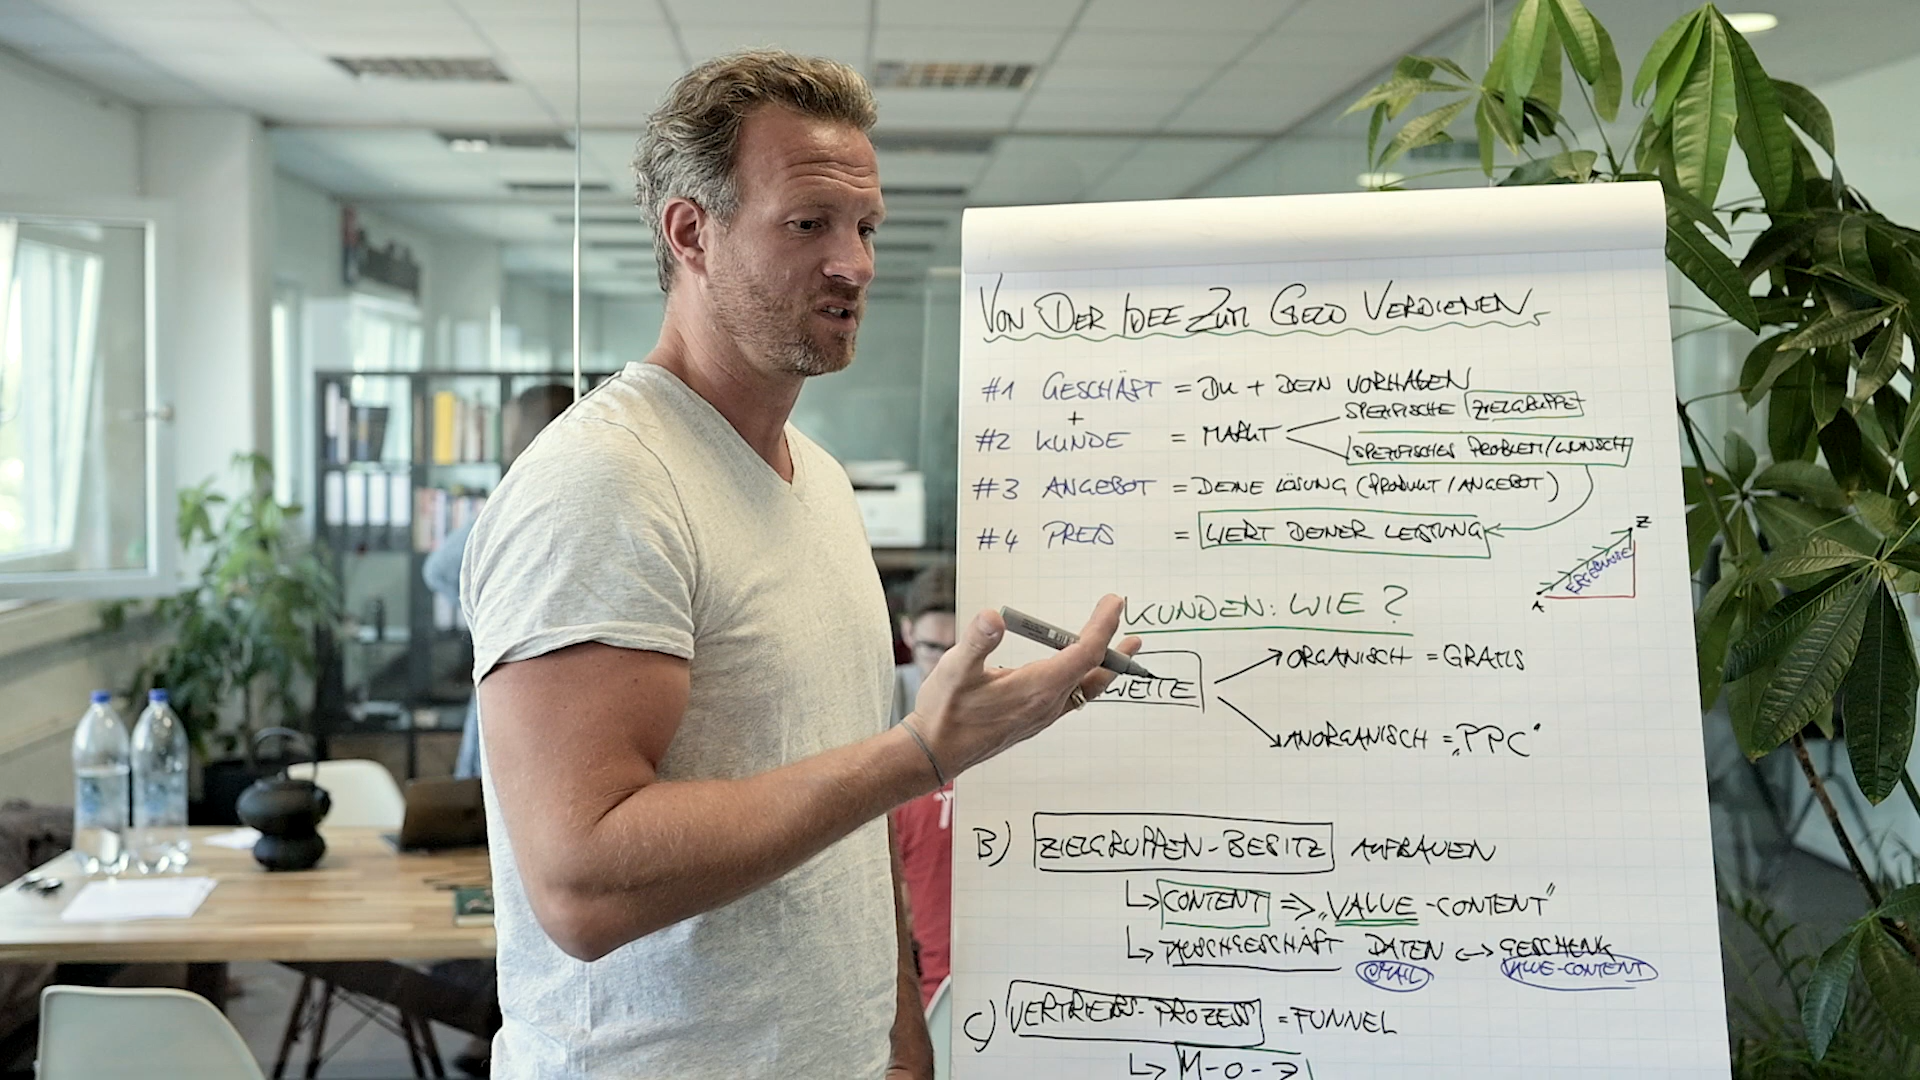 VON DER IDEE ZUM GELD VERDIENEN
#1 GESCHÄFT = DU + DEIN VORHABEN
+
SPEZIFISCHE ZIELGRUPPE
#2 KUNDE = MARKT
SPEZIFISCHES PROBLEM/WUNSCH
#3 ANGEBOT = DEINE LÖSUNG (PRODUKT/ANGEBOT)
#4 PREIS = WERT DEINER LEISTUNG
Z
ERGEBNISSE
A
KUNDEN: WIE?
ORGANISCH = GRATIS
WEITE
ANORGANISCH = „PPC"
B) ZIELGRUPPEN-BESITZ AUFBAUEN
CONTENT => „VALUE-CONTENT"
TAUSCHGESCHÄFT DATEN <-> GESCHENK
EMAIL VALUE-CONTENT
C) VERTRIEBS-PROZESS = FUNNEL
M-O-